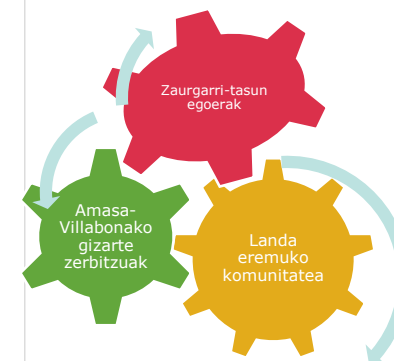 Zaurgarri-tasun
egoerak
Amasa-
Villabonako
gizarte
zerbitzuak
Landa
eremuko
komunitatea